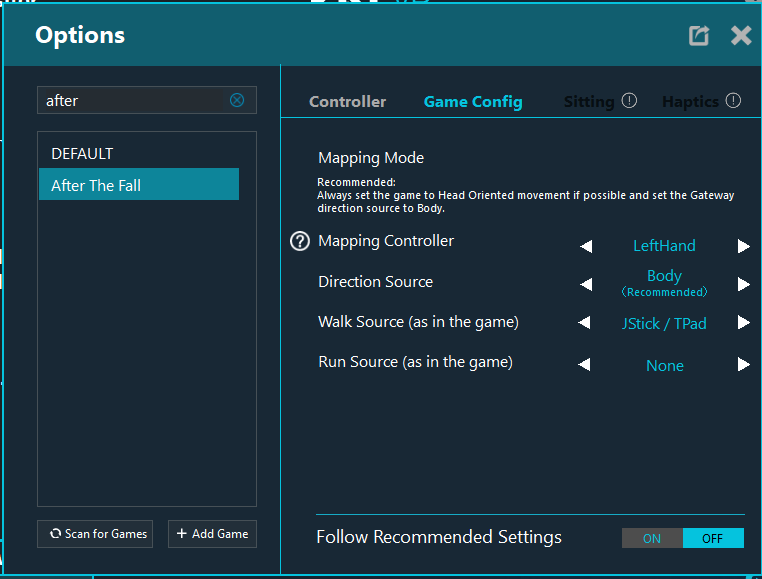 Options
after
DEFAULT
After The Fall
Scan for Games
+ Add Game
Controller
Game Config
Sitting
Haptics
Mapping Mode
Recommended:
Always set the game to Head Oriented movement if possible and set the Gateway
direction source to Body.
Mapping Controller
LeftHand
Direction Source
Body
(Recommended)
Walk Source (as in the game)
JStick / TPad
Run Source (as in the game)
None
Follow Recommended Settings
ON
OFF